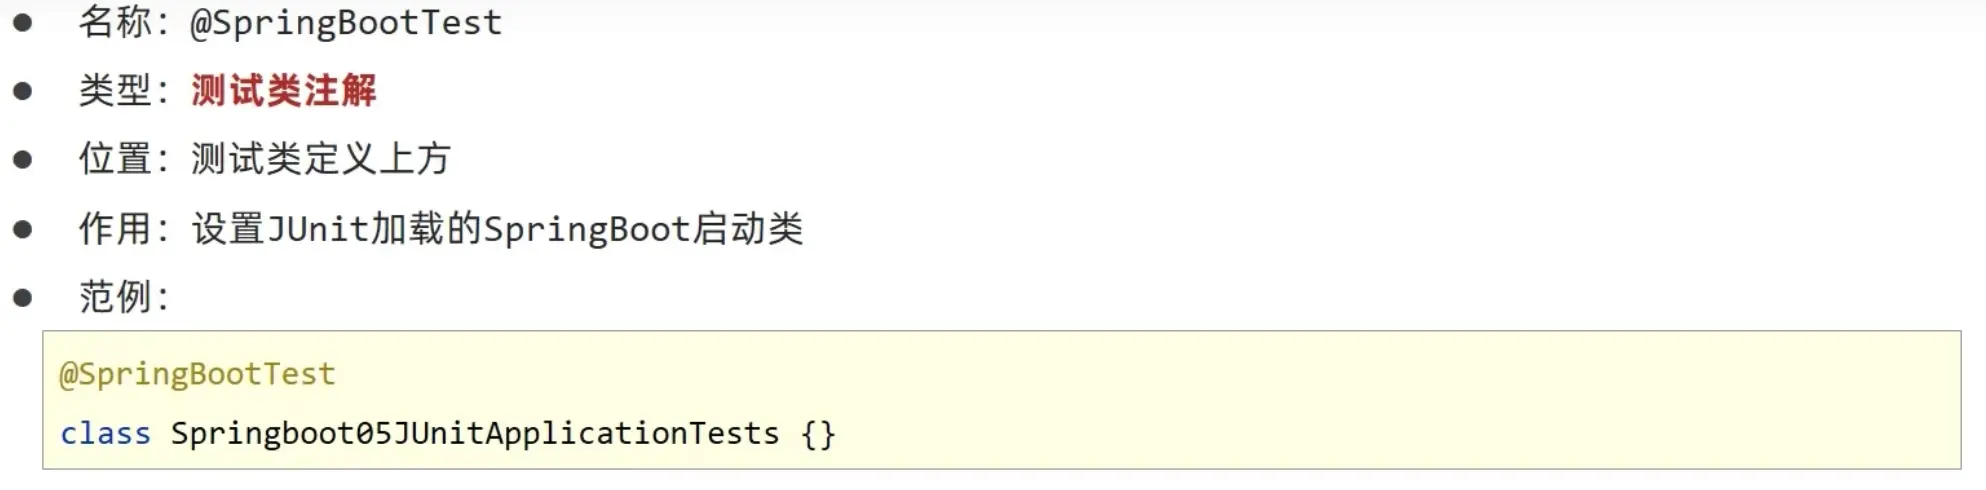 ● 名称：@SpringBootTest
● 类型：测试类注解
● 位置：测试类定义上方
● 作用：设置JUnit加载的SpringBoot启动类
● 范例：
@SpringBootTest
class Springboot05JUnitApplicationTests {}